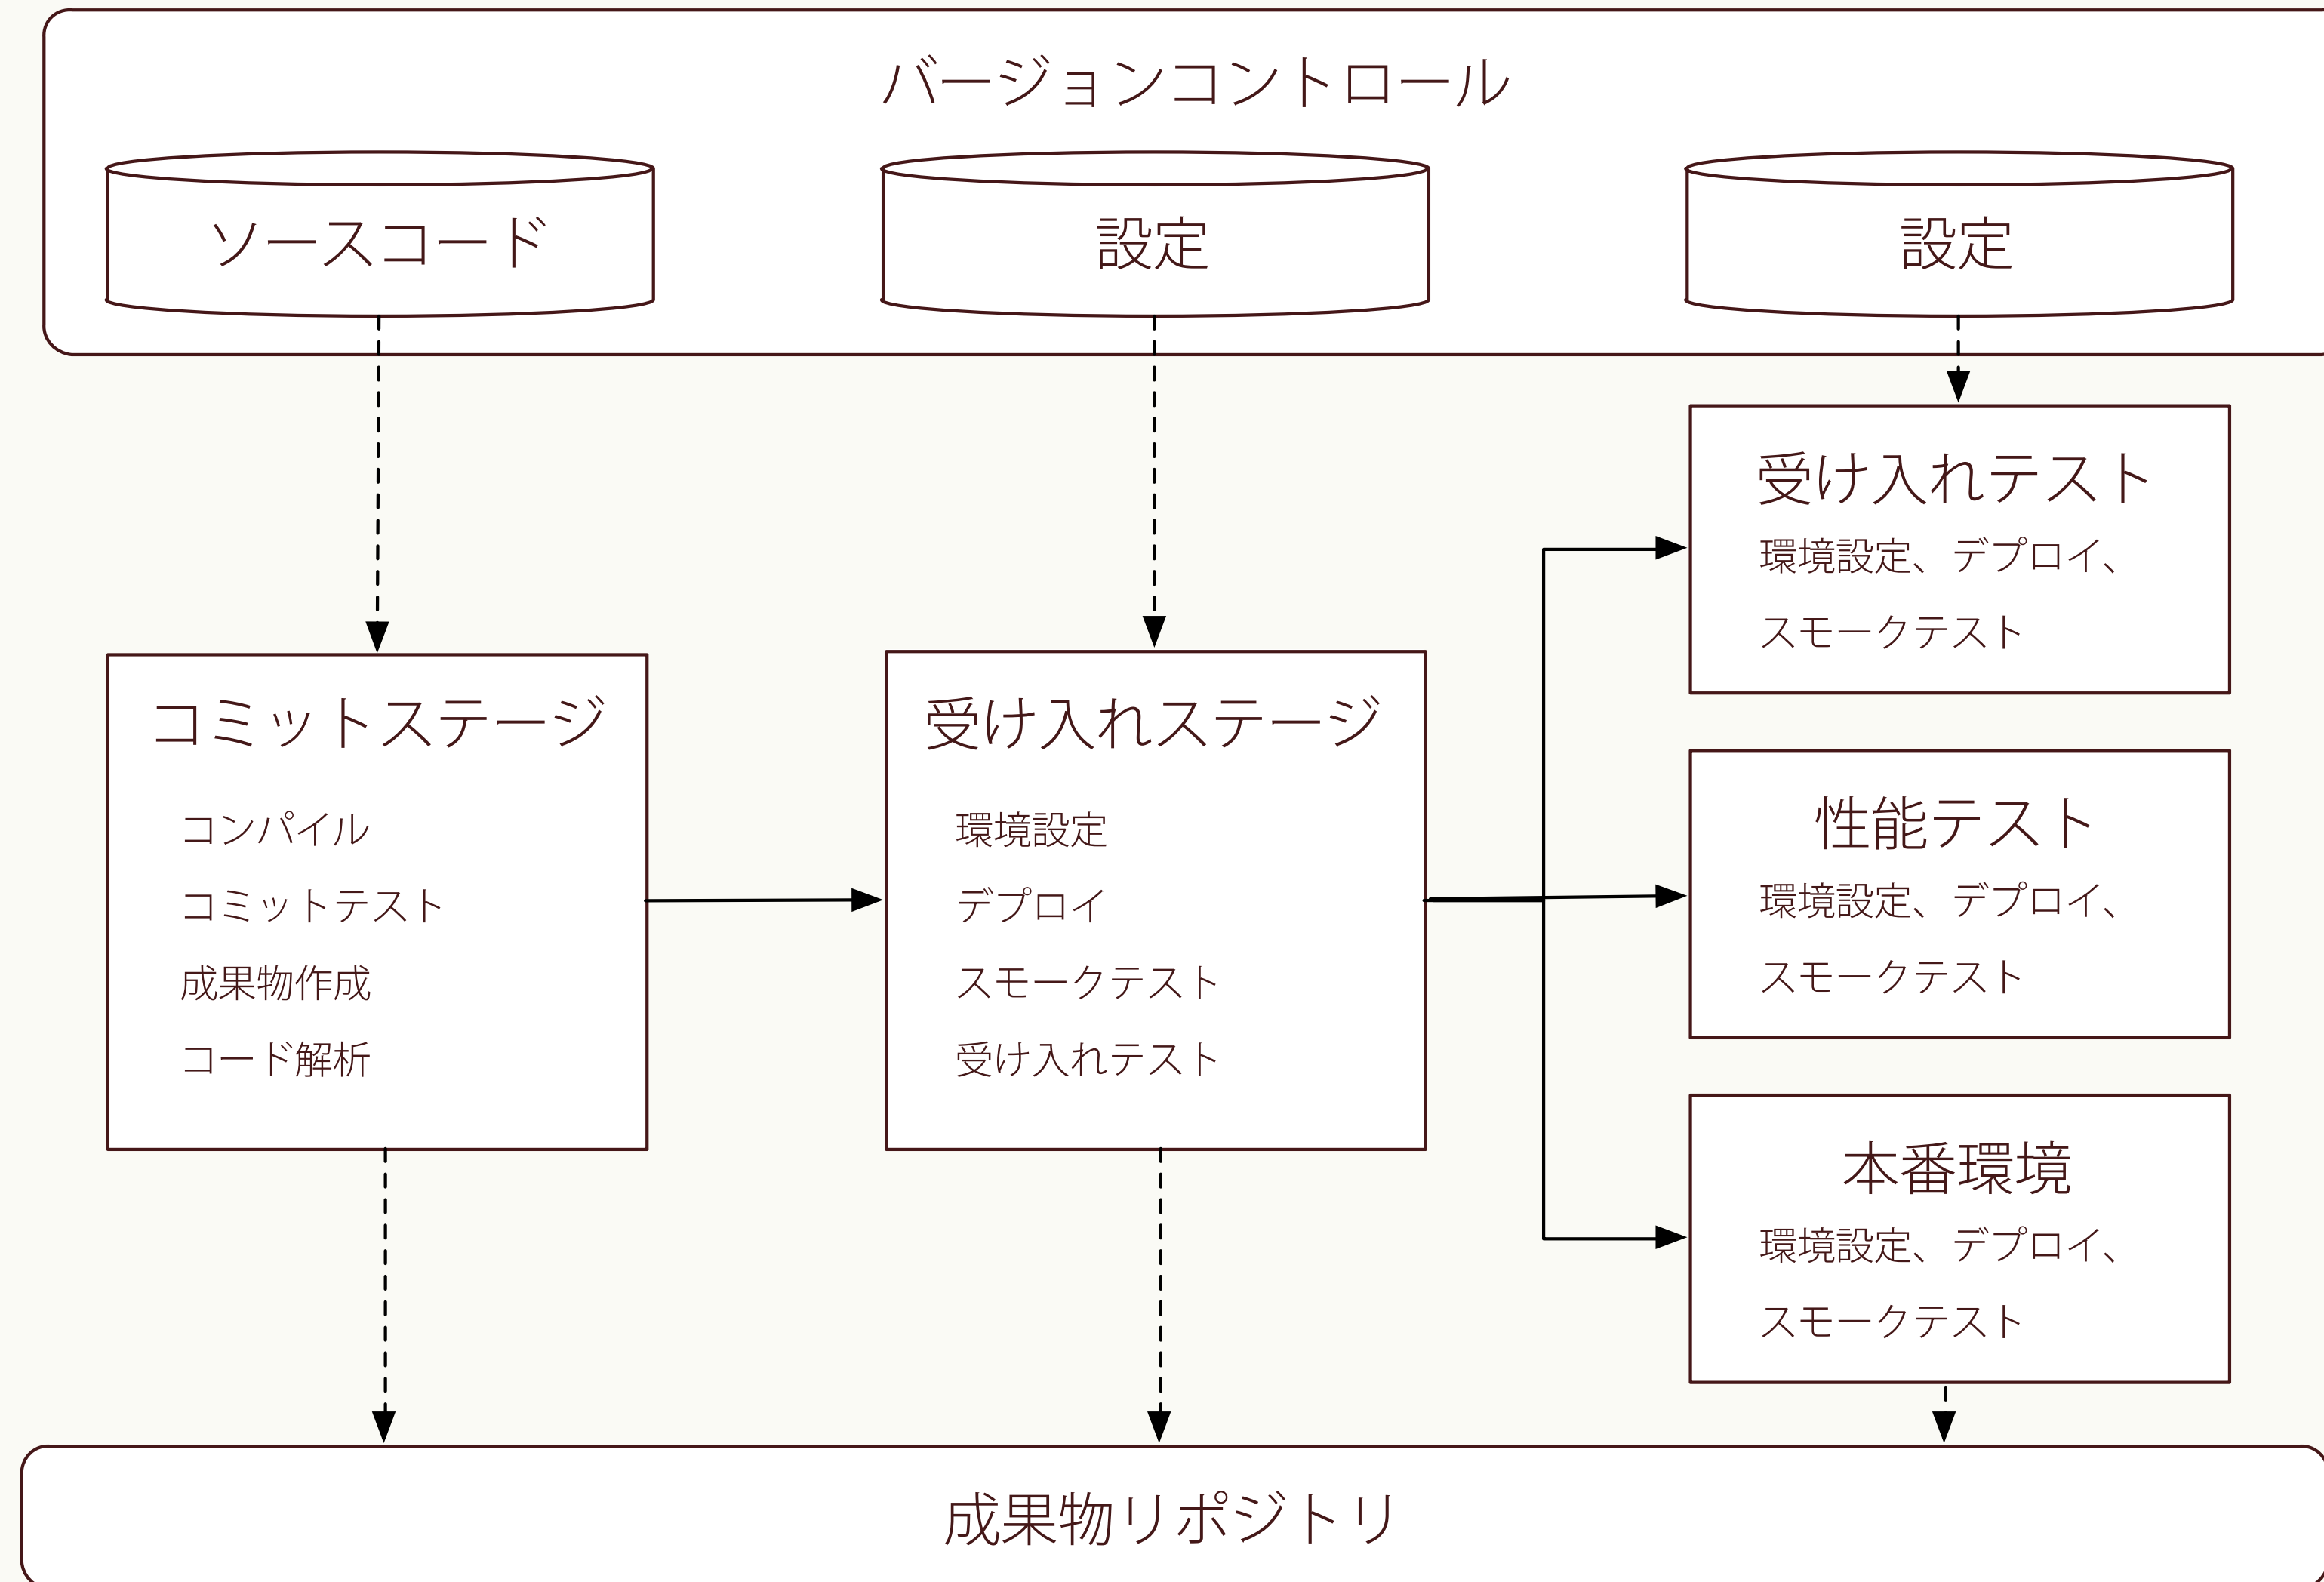 バージョンコントロール
ソースコード
設定
設定
コミットステージ
コンパイル
コミットテスト
成果物作成
コード解析
受け入れステージ
環境設定
デプロイ
スモークテスト
受け入れテスト
受け入れテスト
環境設定、デプロイ、
スモークテスト
性能テスト
環境設定、デプロイ、
スモークテスト
本番環境
環境設定、デプロイ、
スモークテスト
成果物リポジトリ